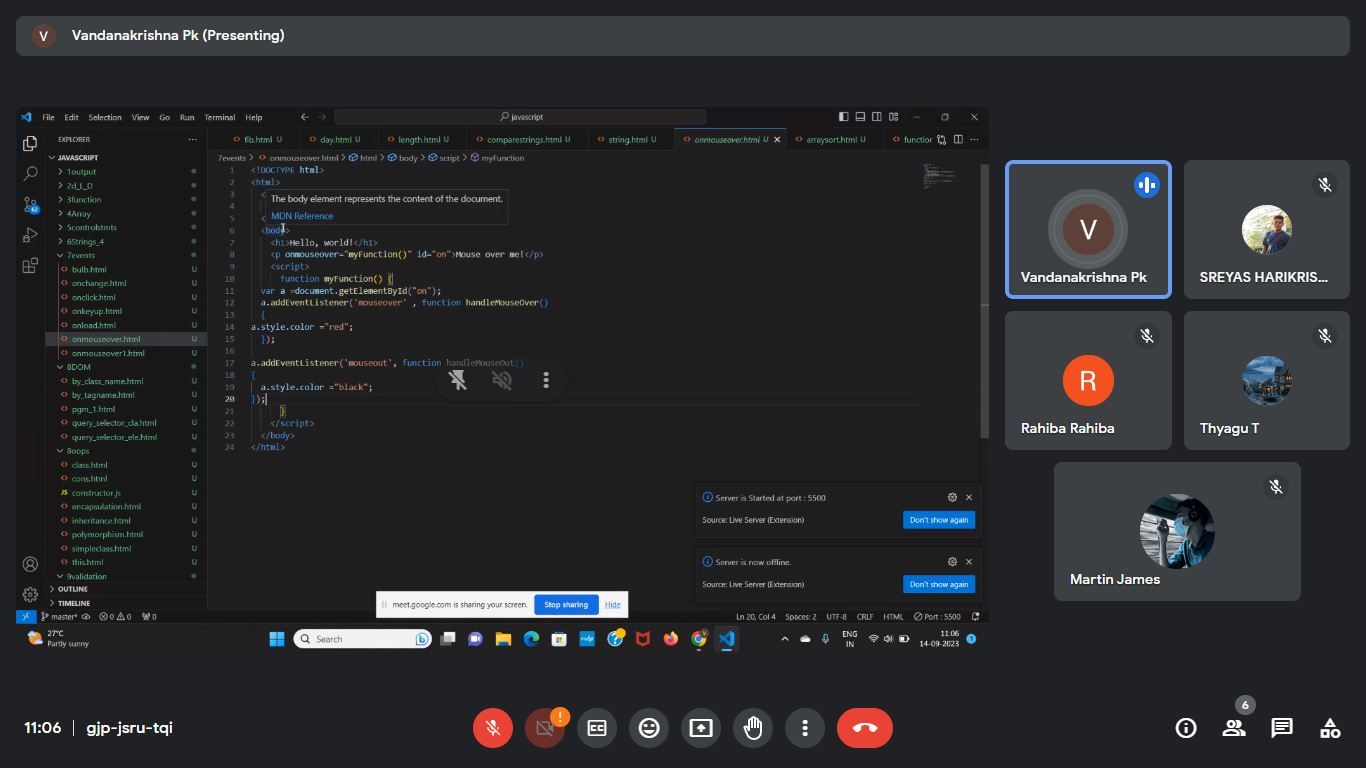 V
Vandanakrishna Pk (Presenting)
File Edit Selection View Go Run Terminal Help
javascript
EXPLORER
fib.html U
day.html U
length.html U
comparestrings.html U
string.html U
onmouseover.html U
arraysort.html U
function
JAVASCRIPT
1output
2d_L_D
3function
4Array
5controlstmts
6Strings_4
7events
bulb.html U
onchange.html U
onclick.html U
onkeyup.html U
onload.html U
onmouseover.html U
onmouseover1.html U
8DOM
by_class_name.html U
by_tagname.html U
pgm_1.html U
query_selector_cla.html U
query_selector_ele.html U
8oops
class.html U
cons.html U
constructor.js U
encapsulation.html U
inheritance.html U
polymorphism.html U
simpleclass.html U
this.html U
9validation
OUTLINE
TIMELINE
62
7events > onmouseover.html > html > body > script > myFunction
1 <!DOCTYPE html>
2 <html>
3 <
4
5 <
The body element represents the content of the document.
MDN Reference
6 <body>
7 <h1>Hello, world!</h1>
8 <p onmouseover="myFunction()" id="on">Mouse over me!</p>
9 <script>
10 function myFunction() {
11 var a =document.getElementById("on");
12 a.addEventListener('mouseover' , function handleMouseOver()
13 {
14 a.style.color ="red";
15 });
16
17 a.addEventListener('mouseout', function handleMouseOut()
18 {
19 a.style.color ="black";
20 });
21 }
22 </script>
23 </body>
24 </html>
Server is Started at port : 5500
Source: Live Server (Extension)
Don't show again
Server is now offline.
Source: Live Server (Extension)
Don't show again
meet.google.com is sharing your screen.
Stop sharing
Hide
master*
0 0
0
Ln 20, Col 4
Spaces: 2
UTF-8
CRLF
HTML
Port : 5500
27°C
Partly sunny
Search
ENG
IN
11:06
14-09-2023
V
Vandanakrishna Pk
SREYAS HARIKRIS...
R
Rahiba Rahiba
Thyagu T
Martin James
11:06
gjp-jsru-tqi
CC
6